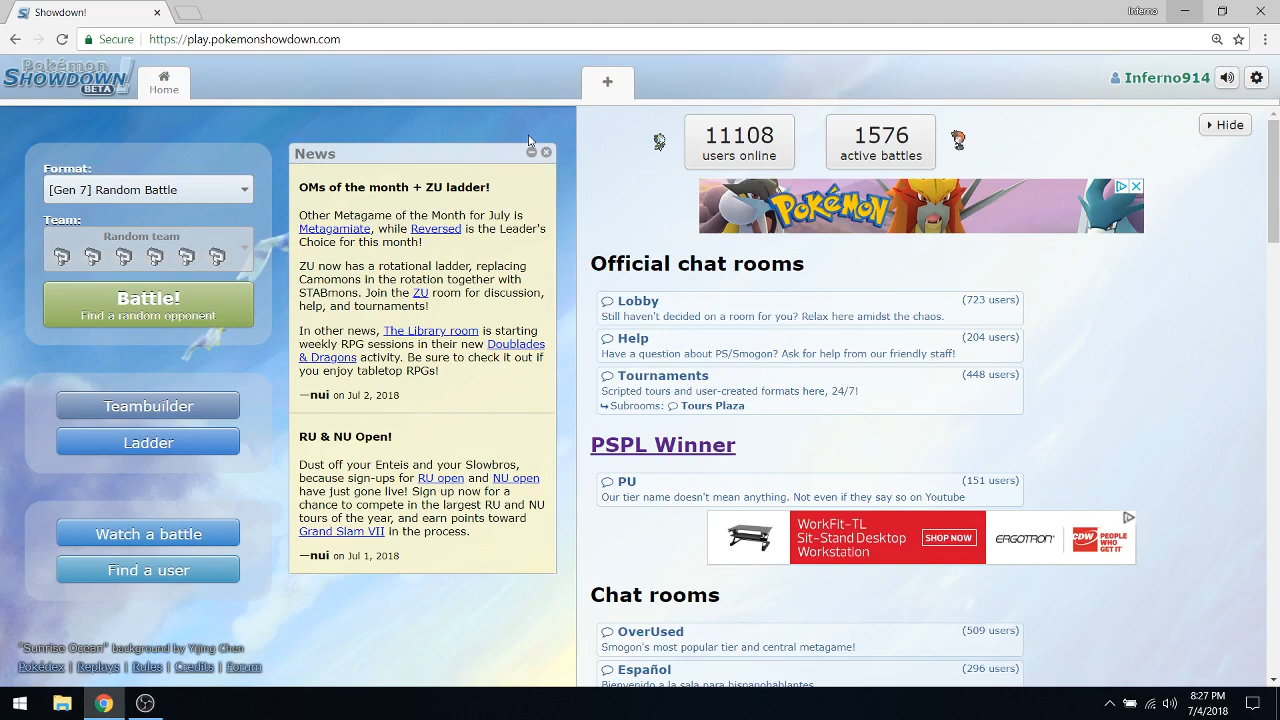 Showdown!
Inferno
Secure
https://play.pokemonshowdown.com
Pokémon
SHOWDOWN!
BETA
Home
Inferno914
Format:
[Gen 7] Random Battle
Team:
Random team
Battle!
Find a random opponent
Teambuilder
Ladder
Watch a battle
Find a user
"Sunrise Ocean" background by Yijing Chen
Pokédex | Replays | Rules | Credits | Forum
News
OMs of the month + ZU ladder!
Other Metagame of the Month for July is
Metagamiate, while Reversed is the Leader's
Choice for this month!
ZU now has a rotational ladder, replacing
Camomons in the rotation together with
STABmons. Join the ZU room for discussion,
help, and tournaments!
In other news, The Library room is starting
weekly RPG sessions in their new Doublades
& Dragons activity. Be sure to check it out if
you enjoy tabletop RPGs!
—nui on Jul 2, 2018
RU & NU Open!
Dust off your Enteis and your Slowbros,
because sign-ups for RU open and NU open
have just gone live! Sign up now for a
chance to compete in the largest RU and NU
tours of the year, and earn points toward
Grand Slam VII in the process.
—nui on Jul 1, 2018
11108
users online
1576
active battles
Hide
POKéMON
Official chat rooms
Lobby (723 users)
Still haven't decided on a room for you? Relax here amidst the chaos.
Help (204 users)
Have a question about PS/Smogon? Ask for help from our friendly staff!
Tournaments (448 users)
Scripted tours and user-created formats here, 24/7!
Subrooms: Tours Plaza
PSPL Winner
PU (151 users)
Our tier name doesn't mean anything. Not even if they say so on Youtube
WorkFit-TL
Sit-Stand Desktop
Workstation
SHOP NOW
ERGOTRON
CDW
PEOPLE
WHO
GET IT
Chat rooms
OverUsed (509 users)
Smogon's most popular tier and central metagame!
Español (296 users)
Bienvenido a la sala para hispanohablantes
8:27 PM
7/4/2018